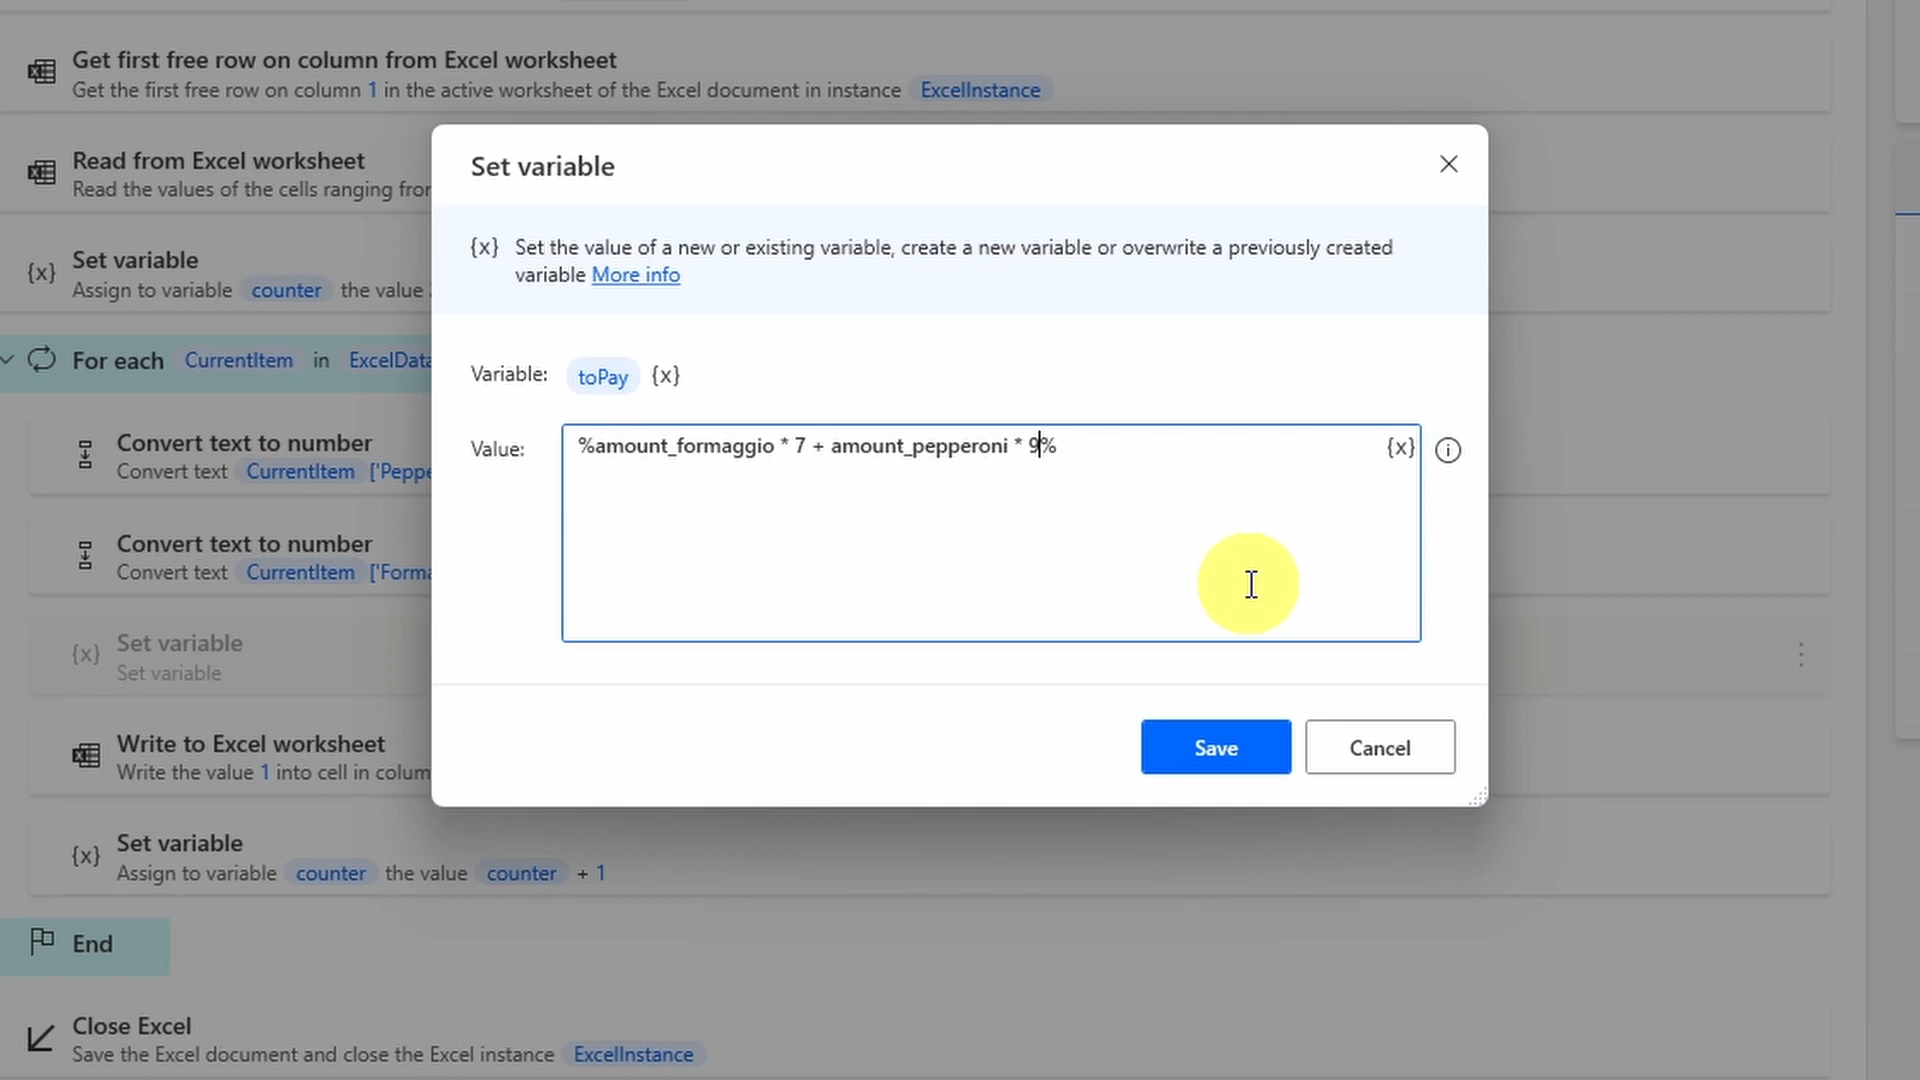 Get first free row on column from Excel worksheet
Get the first free row on column 1 in the active worksheet of the Excel document in instance ExcelInstance
Read from Excel worksheet
Read the values of the cells ranging
Set variable
Assign to variable counter the value
For each CurrentItem in ExcelData
Convert text to number
Convert text CurrentItem ['Peppe
Convert text to number
Convert text CurrentItem ['Forma
Set variable
Set variable
Write to Excel worksheet
Write the value 1 into cell in colum
{x} Set variable
Assign to variable counter the value counter + 1
End
Close Excel
Save the Excel document and close the Excel instance ExcelInstance
Set variable
{x} Set the value of a new or existing variable, create a new variable or overwrite a previously created
variable More info
Variable: toPay {x}
Value: %amount_formaggio * 7 + amount_pepperoni * 9% {x}
Save Cancel